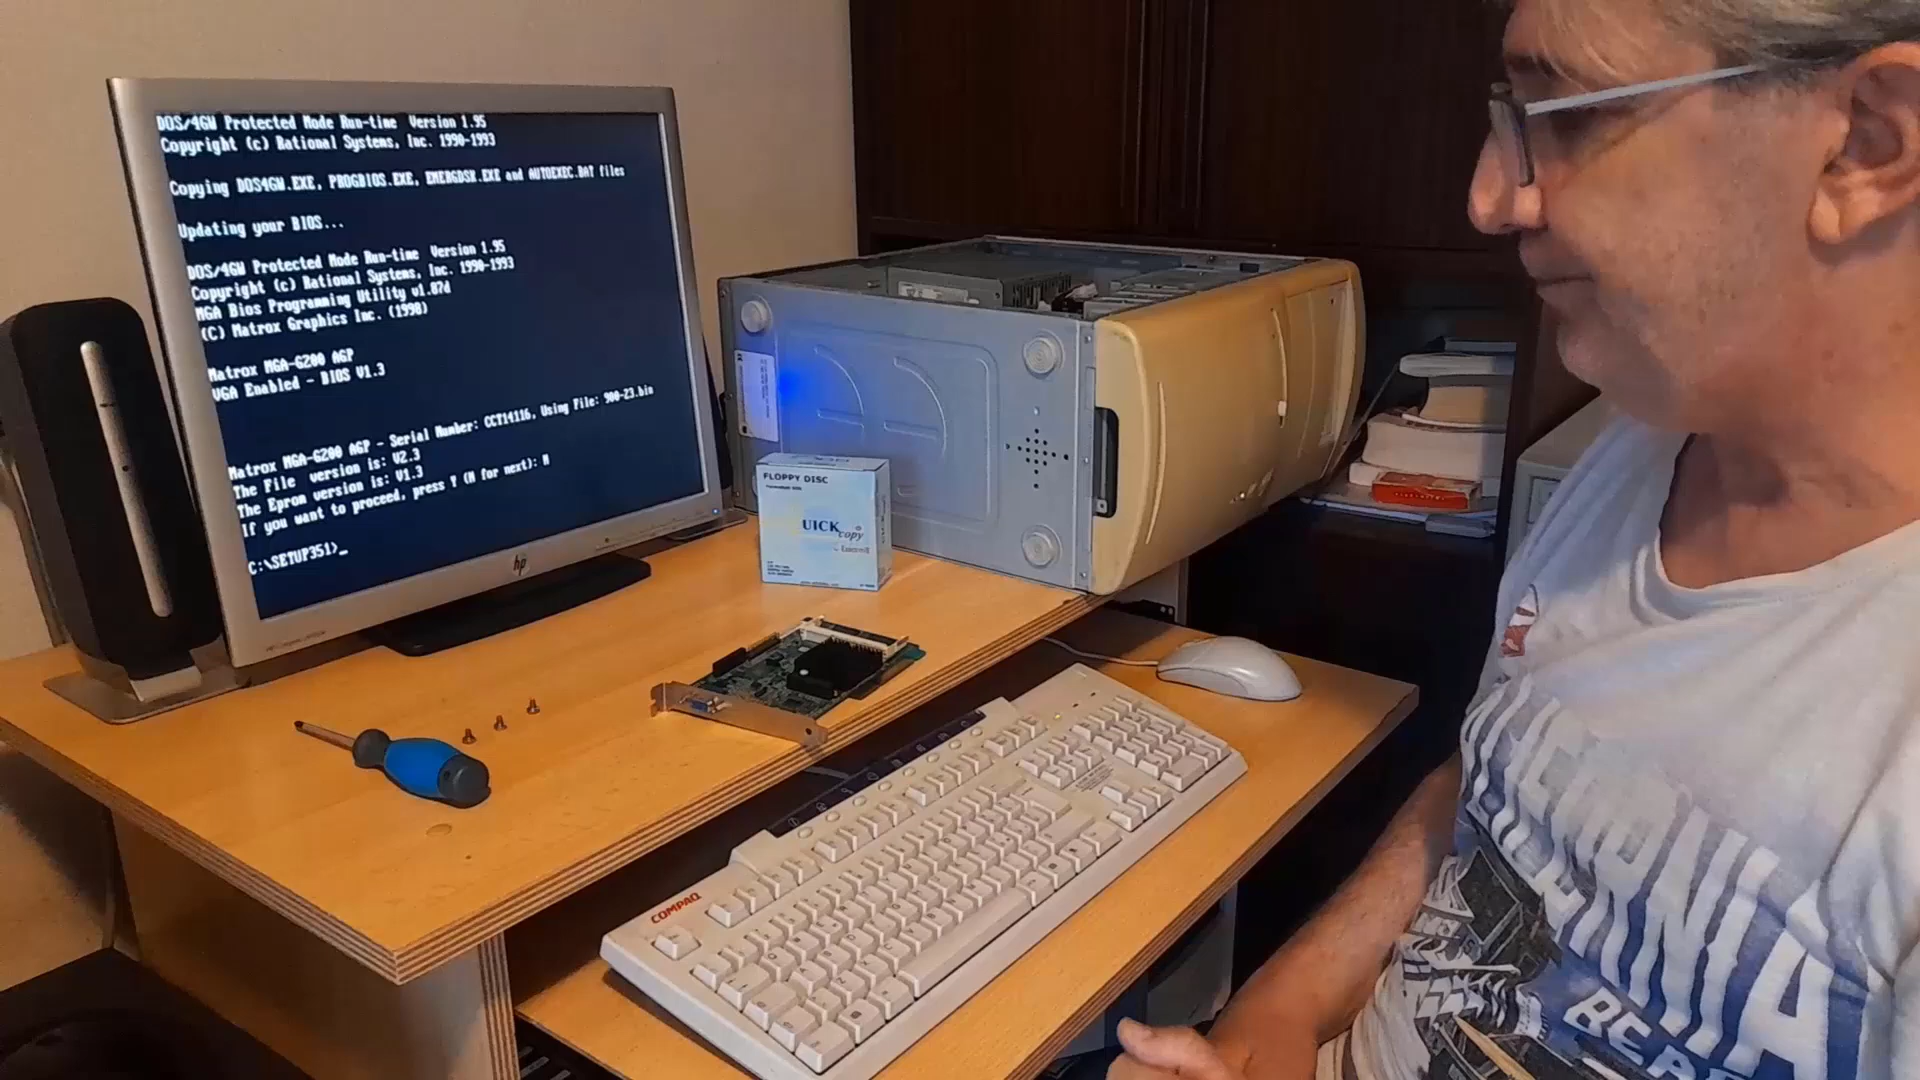 DOS/4GW Protected Mode Run-time Version 1.95
Copyright (c) Rational Systems, Inc. 1990-1993
Copying DOS4GW.EXE, PROGBIOS.EXE, EMERGDSK.EXE and AUTOEXEC.BAT files
Updating your BIOS...
DOS/4GW Protected Mode Run-time Version 1.95
Copyright (c) Rational Systems, Inc. 1990-1993
MGA Bios Programming Utility v1.87d
(C) Matrox Graphics Inc. (1998)
Matrox MGA-G200 AGP
VGA Enabled - BIOS V1.3
Matrox MGA-G200 AGP - Serial Number: CCT14116, Using File: 900-23.bin
The File version is: V2.3
The Eprom version is: V1.3
If you want to proceed, press Y (N for next): N
C:\SETUP351>_
hp
FLOPPY DISC
UICK
copy
COMPAQ
BEAR